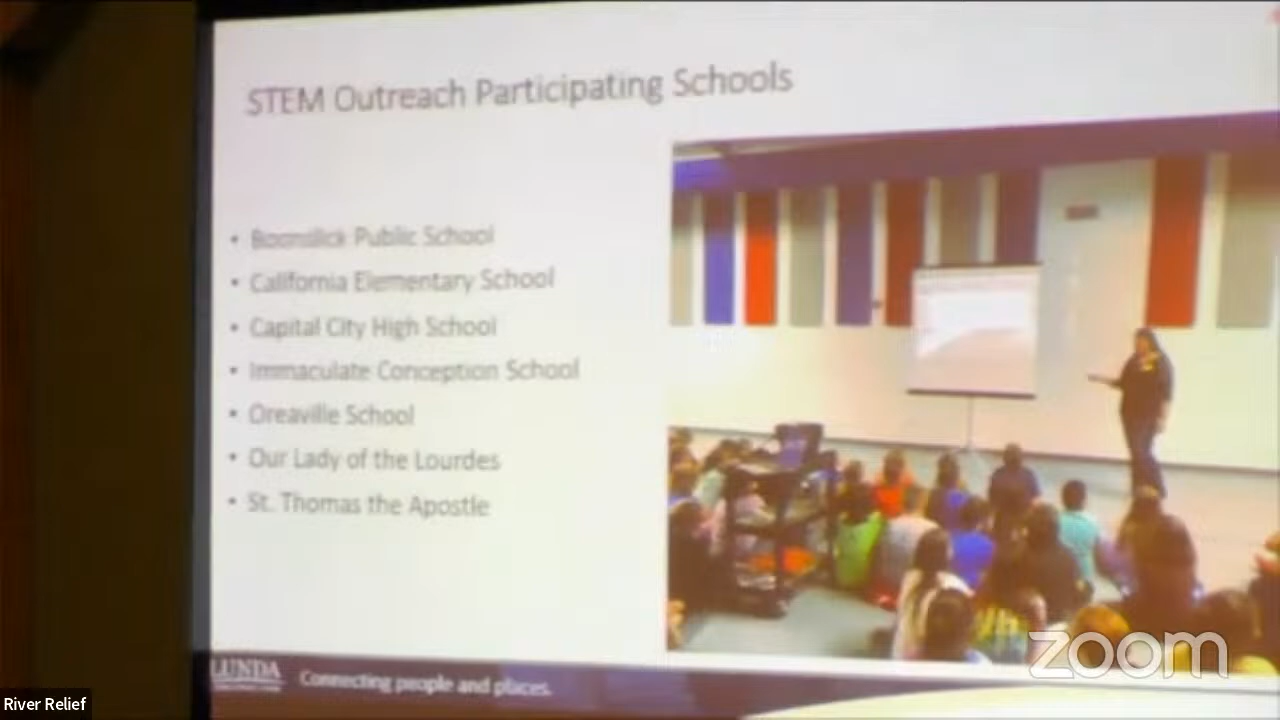 STEM Outreach Participating Schools
• Boonslick Public School
• California Elementary School
• Capital City High School
• Immaculate Conception School
• Oreaville School
• Our Lady of the Lourdes
• St. Thomas the Apostle
LUNDA
Connecting people and places.
zoom
River Relief